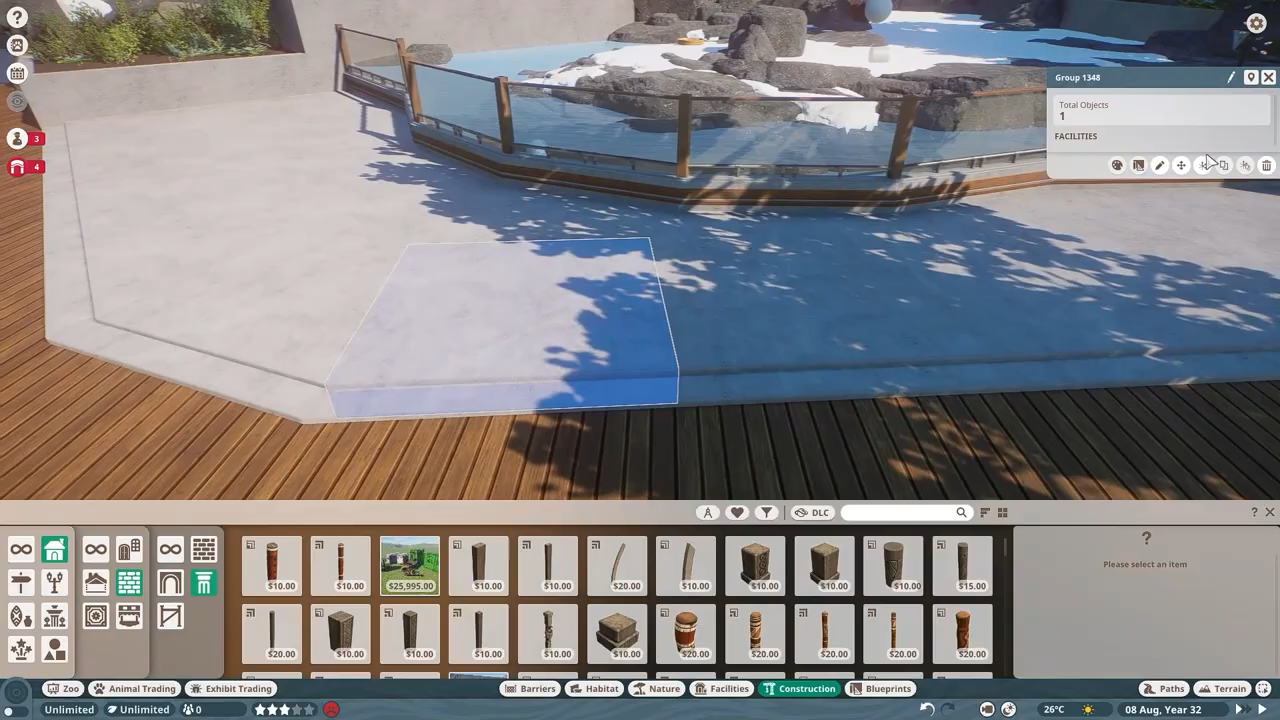 ?
3
4
Group 1348
Total Objects
1
FACILITIES
DLC
?
$10.00 $10.00 $25,995.00 $10.00 $10.00 $20.00 $10.00 $10.00 $10.00 $10.00 $15.00
?
Please select an item
$20.00 $10.00 $10.00 $10.00 $10.00 $10.00 $20.00 $20.00 $20.00 $20.00 $20.00
Zoo Animal Trading Exhibit Trading Barriers Habitat Nature Facilities Construction Blueprints Paths Terrain
Unlimited Unlimited 0 26°C 08 Aug, Year 32